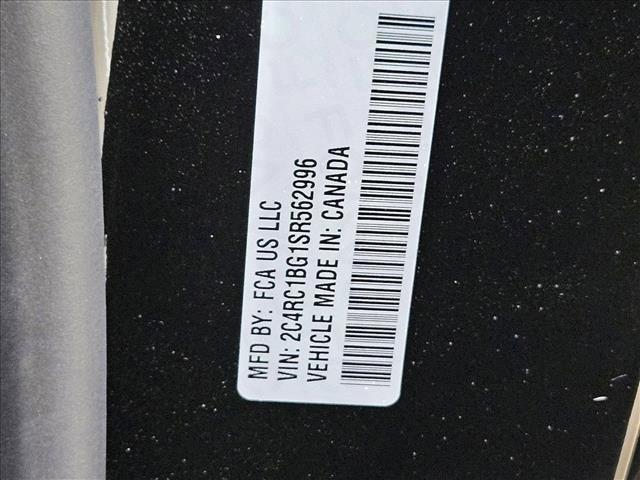 MFD BY: FCA US LLC
VIN: 2C4RC1BG1SR562996
VEHICLE MADE IN: CANADA